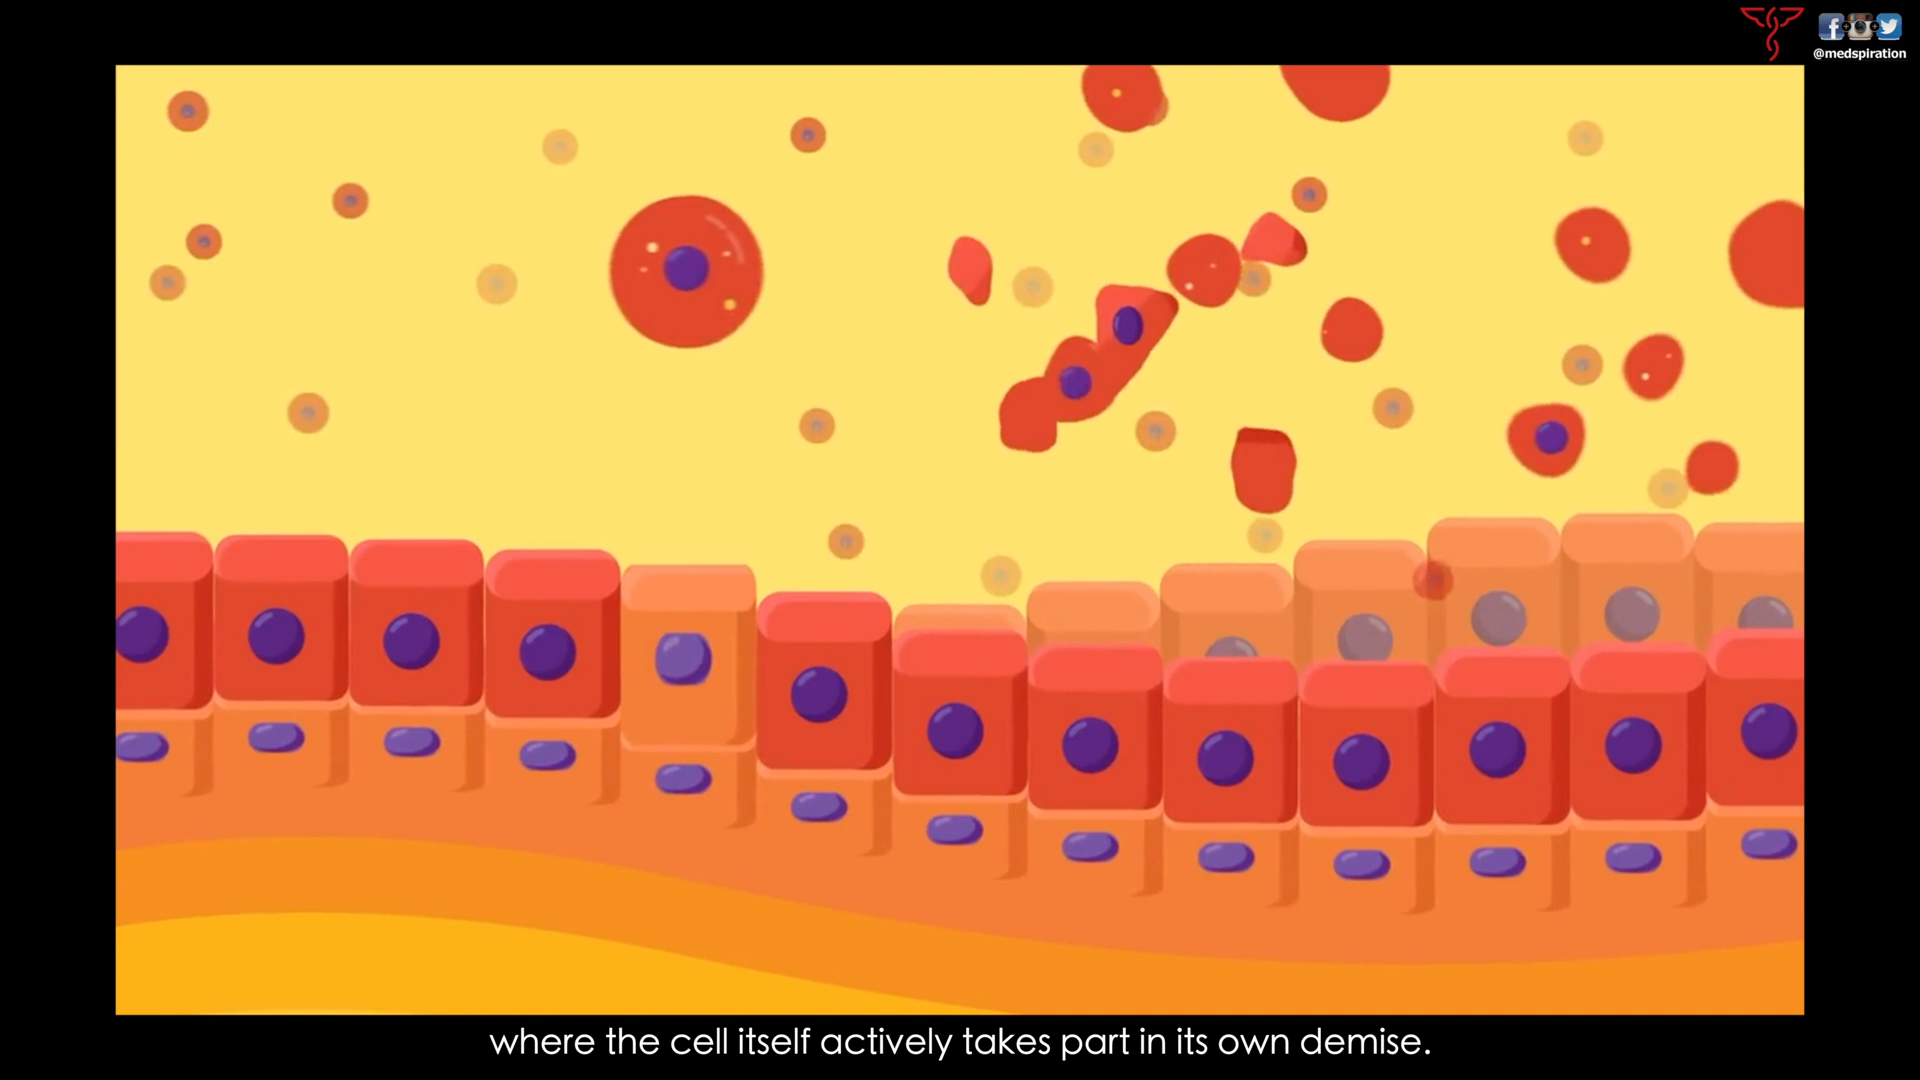 @medspiration
where the cell itself actively takes part in its own demise.